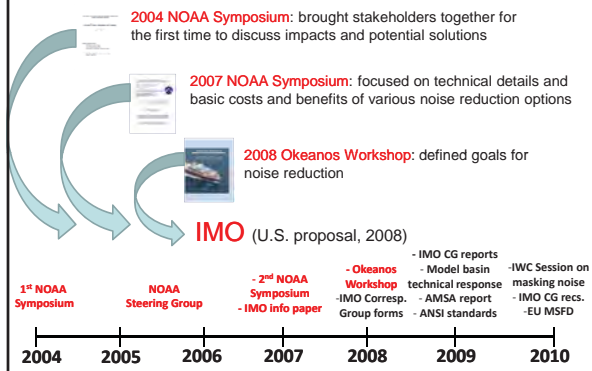 2004 NOAA Symposium: brought stakeholders together for
the first time to discuss impacts and potential solutions
2007 NOAA Symposium: focused on technical details and
basic costs and benefits of various noise reduction options
2008 Okeanos Workshop: defined goals for
noise reduction
IMO (U.S. proposal, 2008)
1st NOAA
Symposium
NOAA
Steering Group
- 2nd NOAA
Symposium
- IMO info paper
- Okeanos
Workshop
-IMO Corresp.
Group forms
- IMO CG reports
- Model basin
technical response
- AMSA report
- ANSI standards
-IWC Session on
masking noise
- IMO CG recs.
-EU MSFD
2004 2005 2006 2007 2008 2009 2010